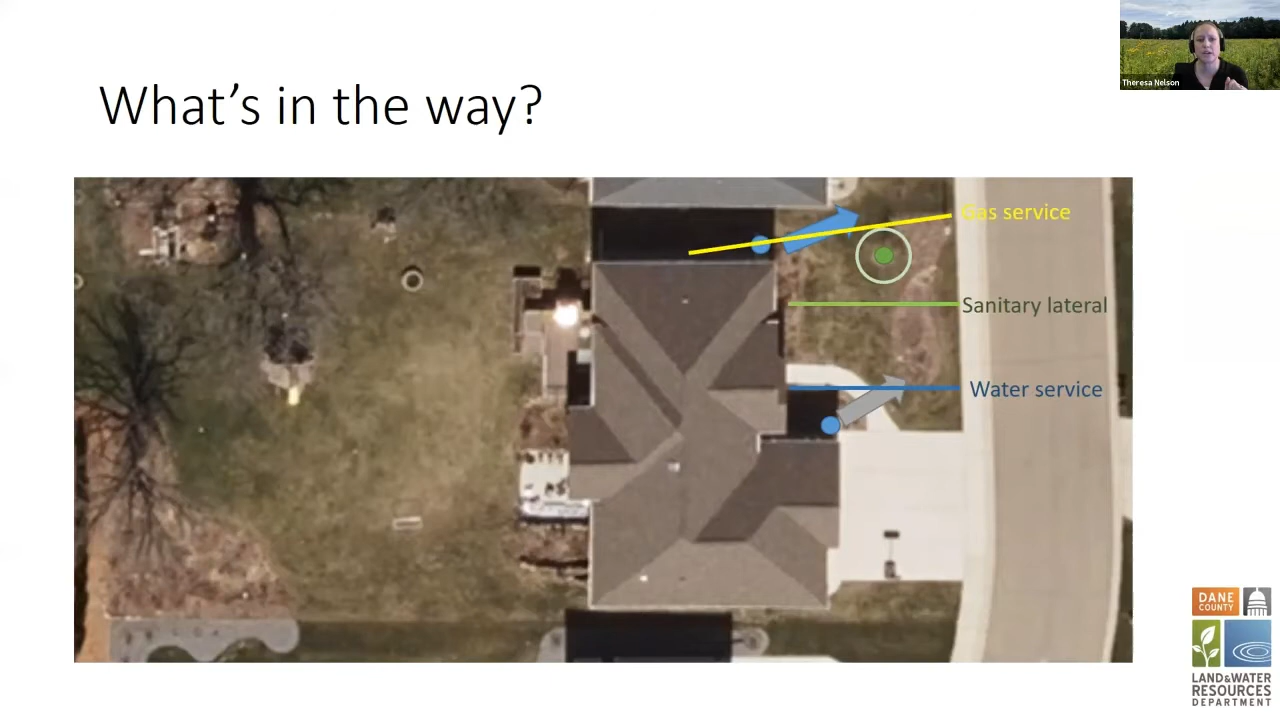 Theresa Nelson
What's in the way?
Gas service
Sanitary lateral
Water service
DANE
COUNTY
LAND&WATER
RESOURCES
DEPARTMENT